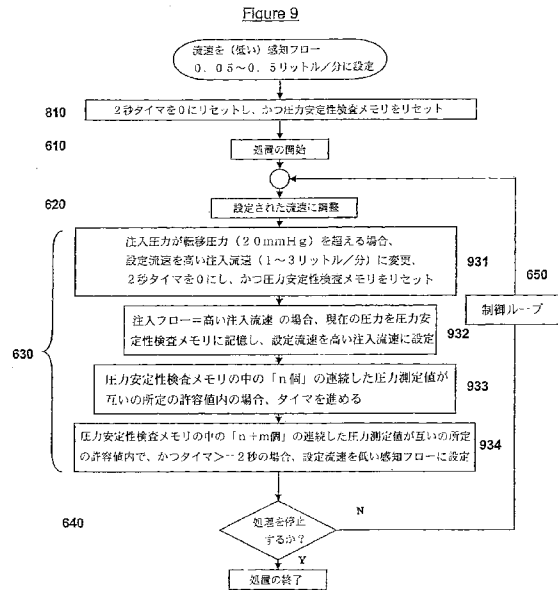 Figure 9
流速を（低い）感知フロー
０．０５～０．５リットル／分に設定
810
２秒タイマを０にリセットし、かつ圧力安定性検査メモリをリセット
610
処置の開始
620
設定された流速に調整
630
注入圧力が転移圧力（２０ｍｍＨｇ）を超える場合、
設定流速を高い注入流速（１～３リットル／分）に変更、
２秒タイマを０にし、かつ圧力安定性検査メモリをリセット
931
650
制御ループ
注入フロー＝高い注入流速 の場合、現在の圧力を圧力安
定性検査メモリに記憶し、設定流速を高い注入流速に設定
932
圧力安定性検査メモリの中の「ｎ個」の連続した圧力測定値が
互いの所定の許容値内の場合、タイマを進める
933
圧力安定性検査メモリの中の「ｎ＋ｍ個」の連続した圧力測定値が互いの所定
の許容値内で、かつタイマ＞＝２秒の場合、設定流速を低い感知フローに設定
934
640
処置を停止
するか？
N
Y
処置の終了